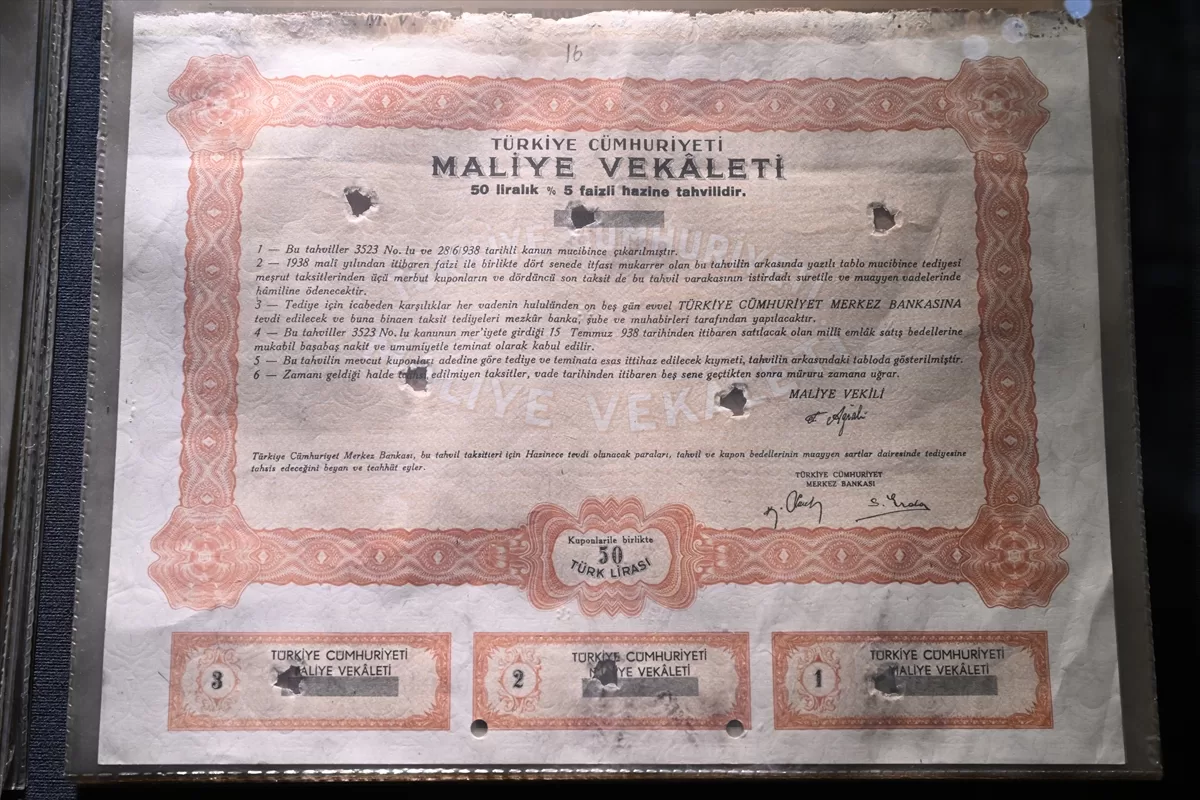 16
TÜRKİYE CÜMHURİYETİ
MALİYE VEKÂLETİ
50 liralık % 5 faizli hazine tahvilidir.
1 — Bu tahviller 3523 No. lu ve 28/6/938 tarihli kanun mucibince çıkarılmıştır.
2 — 1938 malî yılından itibaren faizi ile birlikte dört senede itfası mukarrer olan bu tahvilin arkasında yazılı tablo mucibince tediyesi
meşrut taksitlerinden üçü merbut kuponların ve dördüncü son taksit de bu tahvil varakasının istirdadı suretile ve muayyen vadelerinde
hâmiline ödenecektir.
3 — Tediye için icabeden karşılıklar her vadenin hululünden on beş gün evvel TÜRKİYE CÜMHURİYET MERKEZ BANKASINA
tevdi edilecek ve buna binaen taksit tediyeleri mezkûr banka, şube ve muhabirleri tarafından yapılacaktır.
4 — Bu tahviller 3523 No. lu kanunun mer'iyete girdiği 15 Temmuz 938 tarihinden itibaren satılacak olan millî emlâk satış bedellerine
mukabil başabaş nakit ve umumiyetle teminat olarak kabul edilir.
5 — Bu tahvilin mevcut kuponları adedine göre tediye ve teminata esas ittihaz edilecek kıymeti, tahvilin arkasındaki tabloda gösterilmiştir.
6 — Zamanı geldiği halde edilmiyen taksitler, vade tarihinden itibaren beş sene geçtikten sonra müruru zamana uğrar.
MALİYE VEKİLİ
F. Ağralı
Türkiye Cümhuriyet Merkez Bankası, bu tahvil taksitleri için Hazinece tevdi olunacak paraları, tahvil ve kupon bedellerinin muayyen şartlar dairesinde tediyesine
tahsis edeceğini beyan ve teahhüt eyler.
TÜRKİYE CÜMHURİYET
MERKEZ BANKASI
Kuponlarile birlikte
50
TÜRK LİRASI
3
TÜRKİYE CÜMHURİYETİ
MALİYE VEKÂLETİ
2
TÜRKİYE CÜMHURİYETİ
MALİYE VEKÂLETİ
1
TÜRKİYE CÜMHURİYETİ
MALİYE VEKÂLETİ